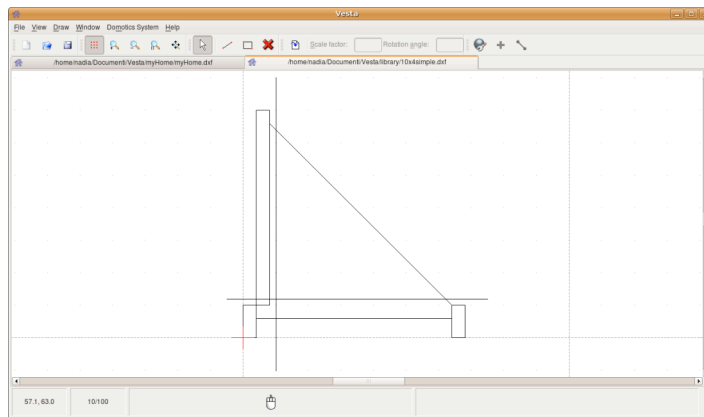 Vesta
File View Draw Window Domotics System Help
Scale factor: Rotation angle:
/home/nadia/Documenti/Vesta/myHome/myHome.dxf /home/nadia/Documenti/Vesta/library/10x4simple.dxf
57.1, 63.0 10/100